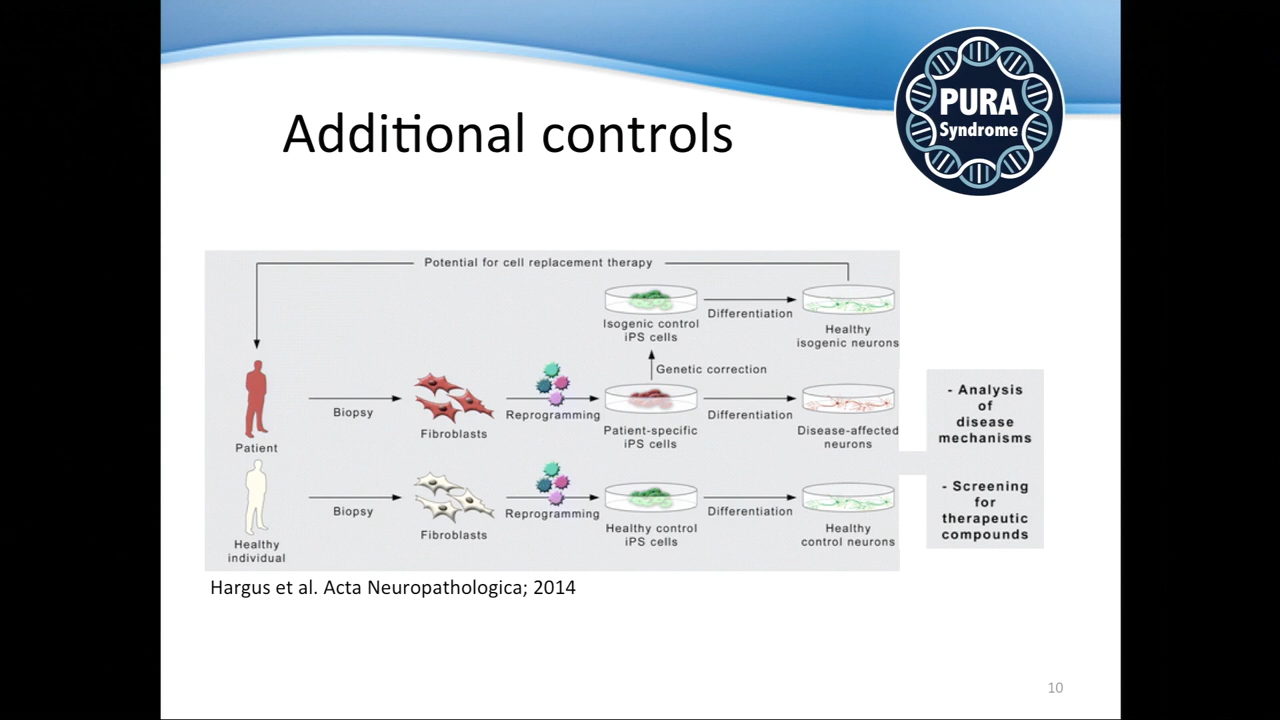 PURA
Syndrome
Additional controls
Potential for cell replacement therapy
Isogenic control
iPS cells
Differentiation
Healthy
isogenic neurons
Genetic correction
Patient
Biopsy
Fibroblasts
Reprogramming
Patient-specific
iPS cells
Differentiation
Disease-affected
neurons
Healthy
individual
Biopsy
Fibroblasts
Reprogramming
Healthy control
iPS cells
Differentiation
Healthy
control neurons
- Analysis
of
disease
mechanisms
- Screening
for
therapeutic
compounds
Hargus et al. Acta Neuropathologica; 2014
10